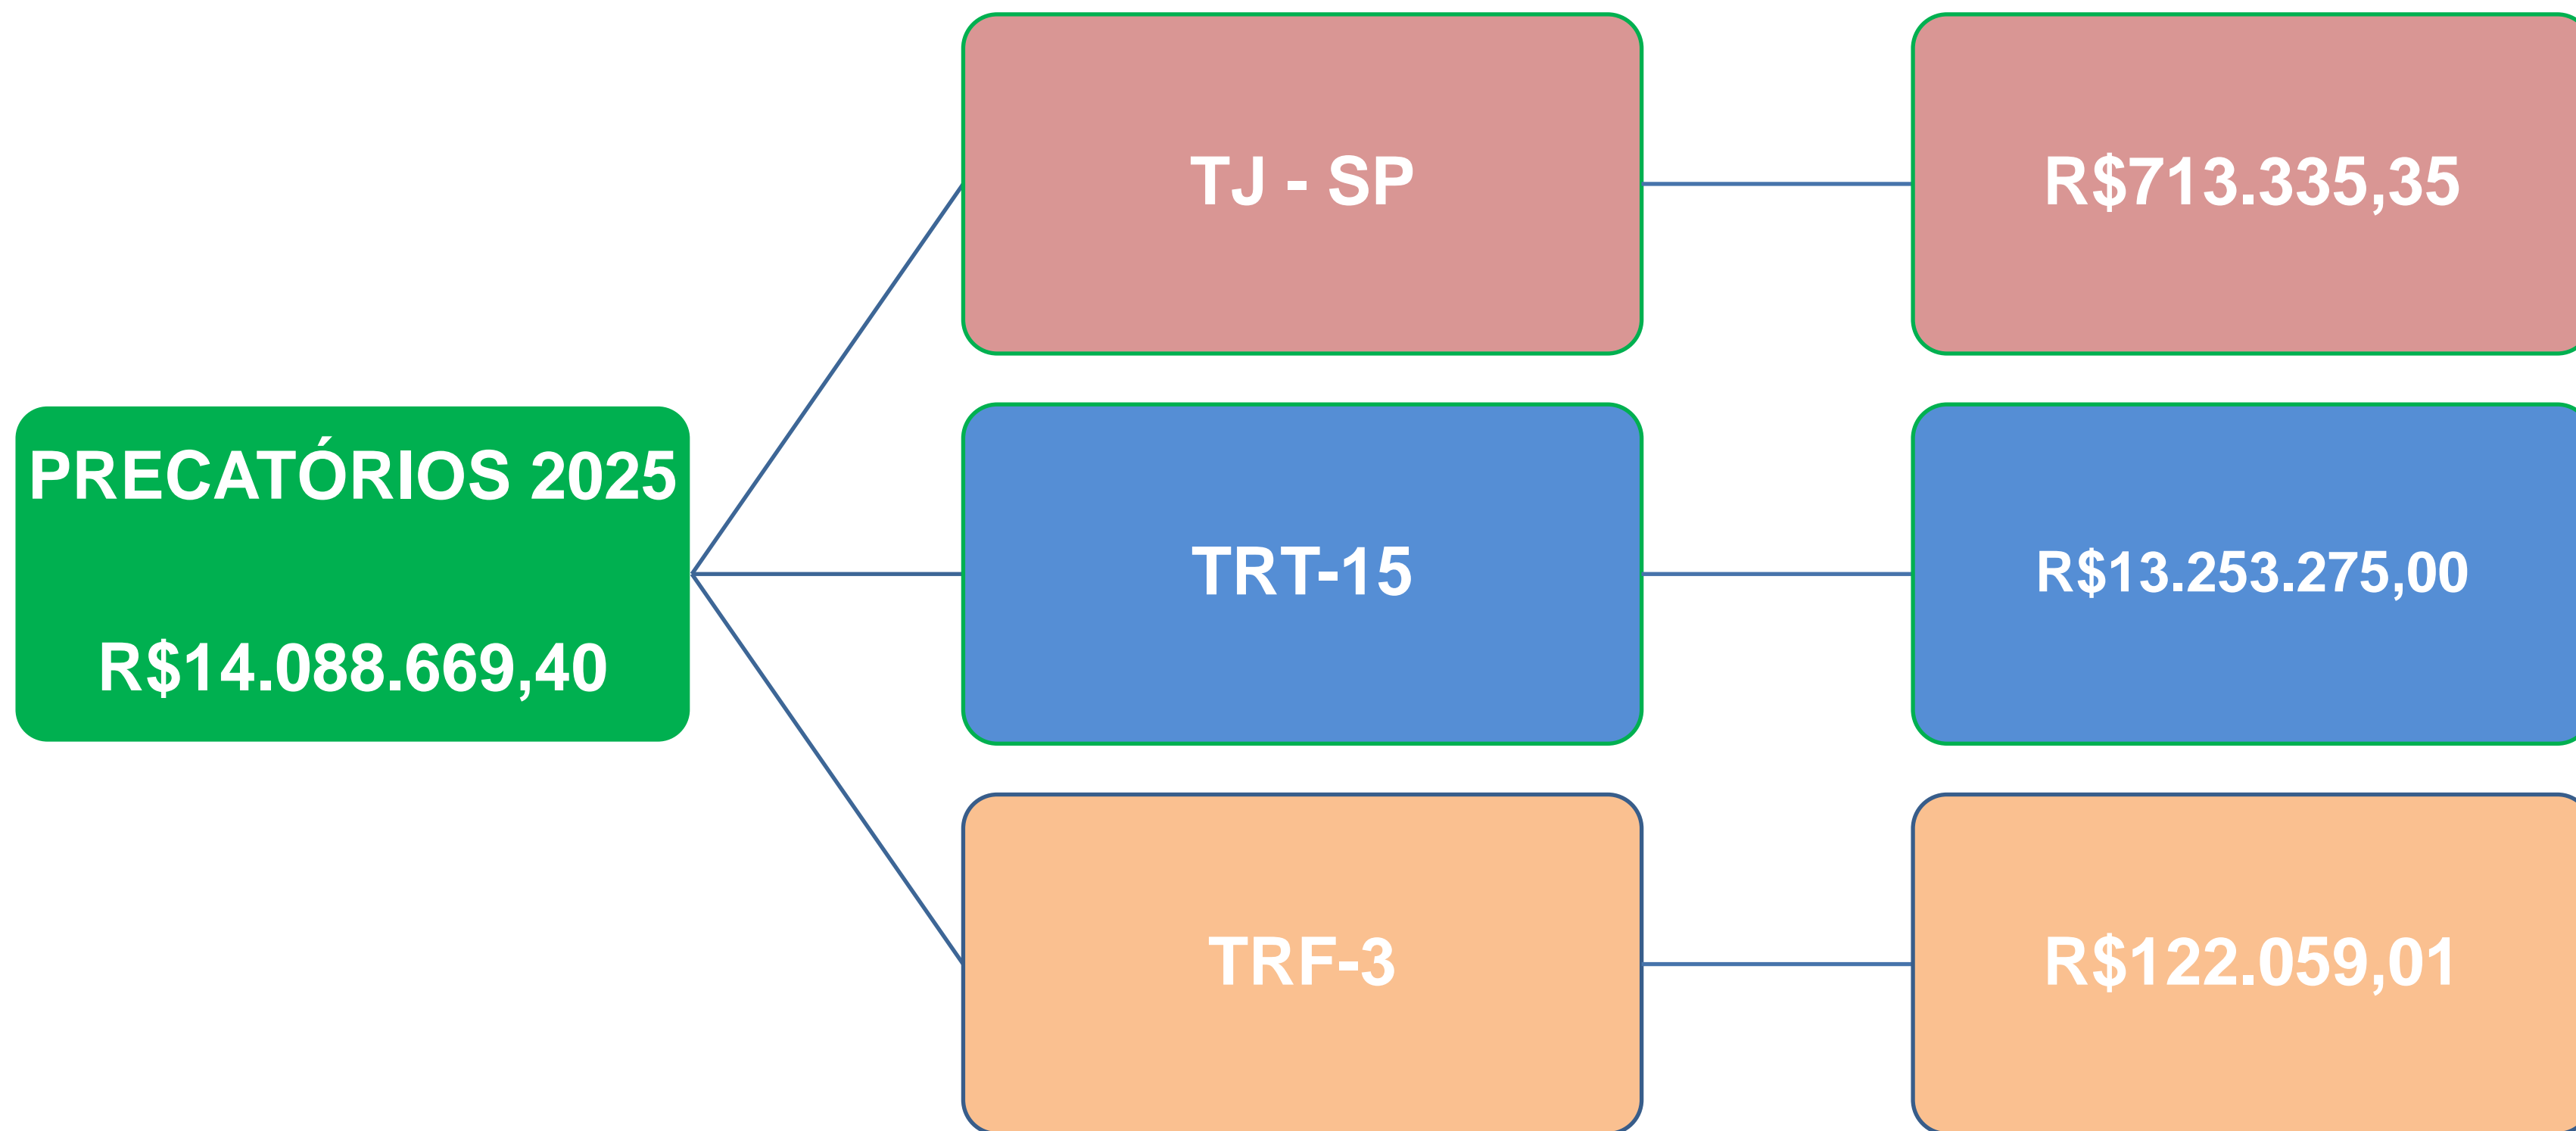 PRECATÓRIOS 2025
R$14.088.669,40
TJ - SP
R$713.335,35
TRT-15
R$13.253.275,00
TRF-3
R$122.059,01